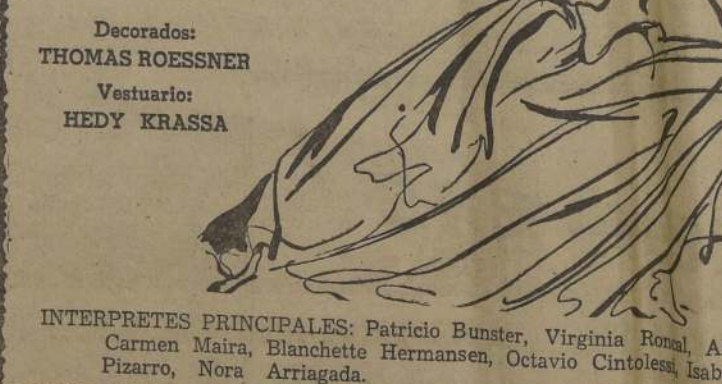 Decorados:
THOMAS ROESSNER
Vestuario:
HEDY KRASSA
INTERPRETES PRINCIPALES: Patricio Bunster, Virginia Roncal, A
Carmen Maira, Blanchette Hermansen, Octavio Cintolessi, Isab
Pizarro, Nora Arriagada.